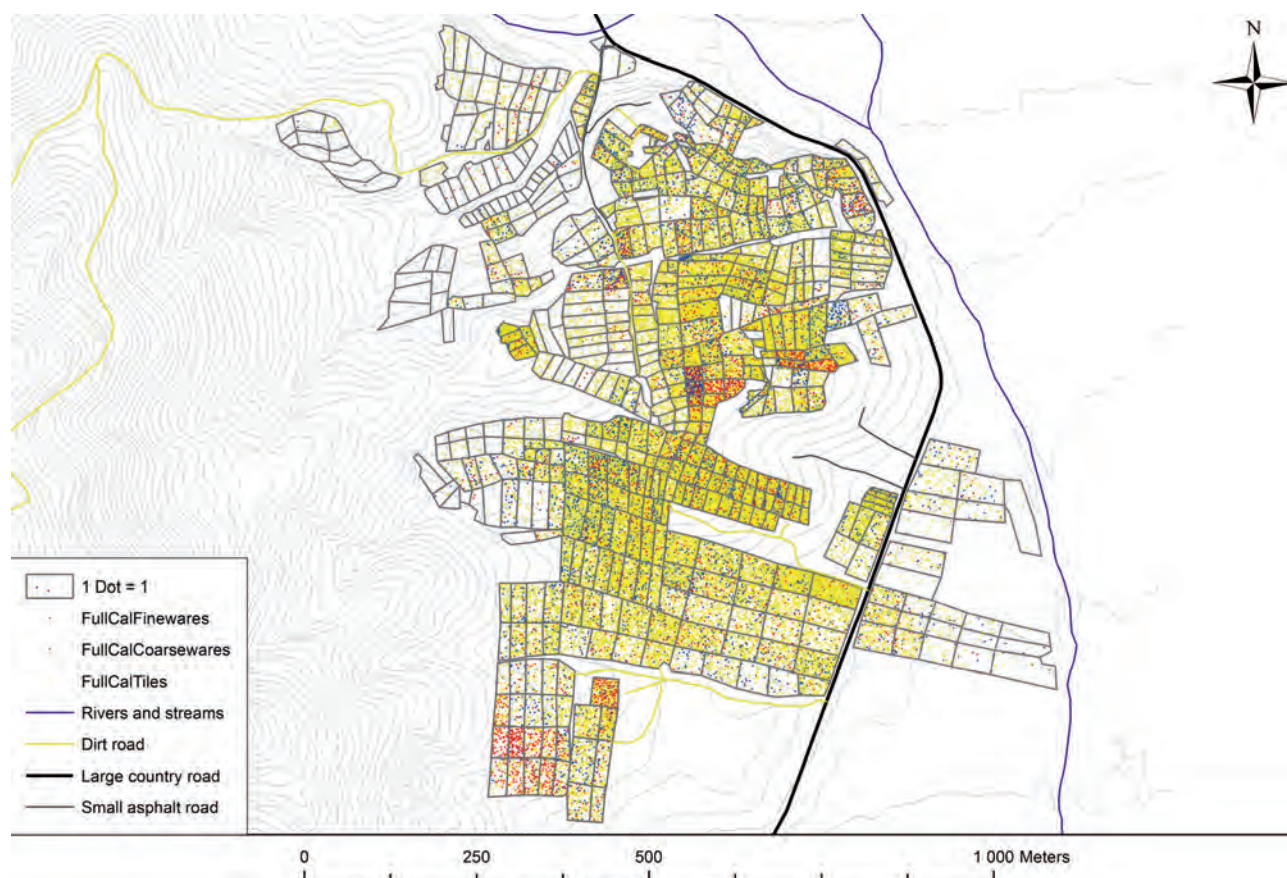 N
1 Dot = 1
FullCalFinewares
FullCalCoarsewares
FullCalTiles
Rivers and streams
Dirt road
Large country road
Small asphalt road
0 250 500 1 000 Meters